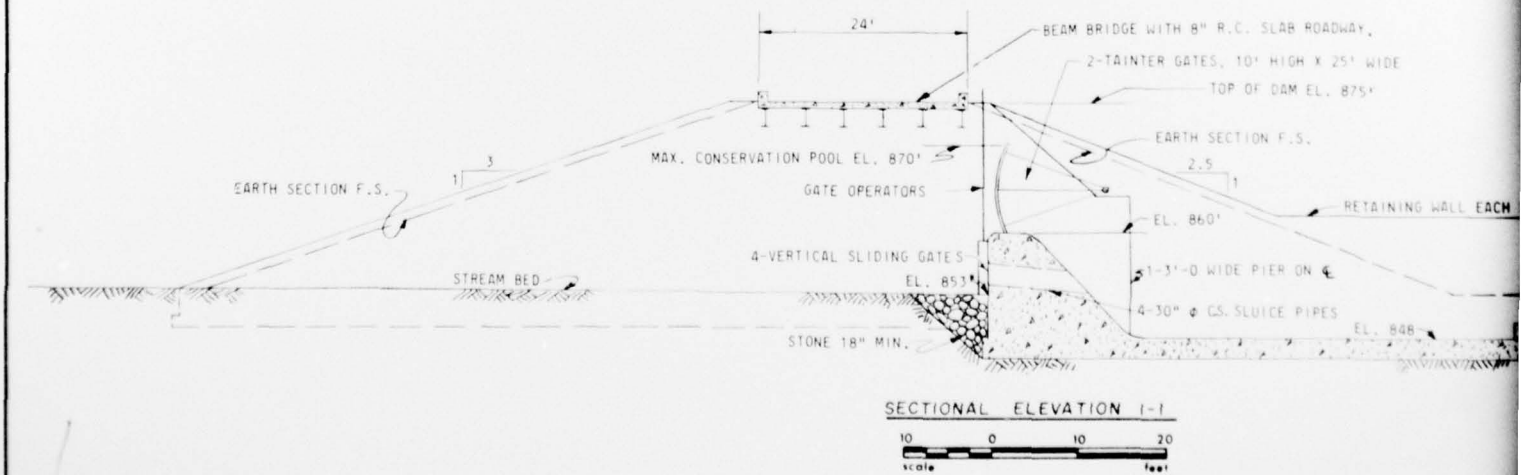 24'
BEAM BRIDGE WITH 8" R.C. SLAB ROADWAY,
2-TAINTER GATES, 10' HIGH X 25' WIDE
TOP OF DAM EL. 875'
EARTH SECTION F.S.
MAX. CONSERVATION POOL EL. 870'
3
1
2.5
1
EARTH SECTION F.S.
GATE OPERATORS
RETAINING WALL EACH
EL. 860'
4-VERTICAL SLIDING GATES
STREAM BED
EL. 853'
1-3'-0 WIDE PIER ON ℄
4-30" ⌀ C.S. SLUICE PIPES
STONE 18" MIN.
EL. 848
SECTIONAL ELEVATION 1-1
10 0 10 20
scale feet